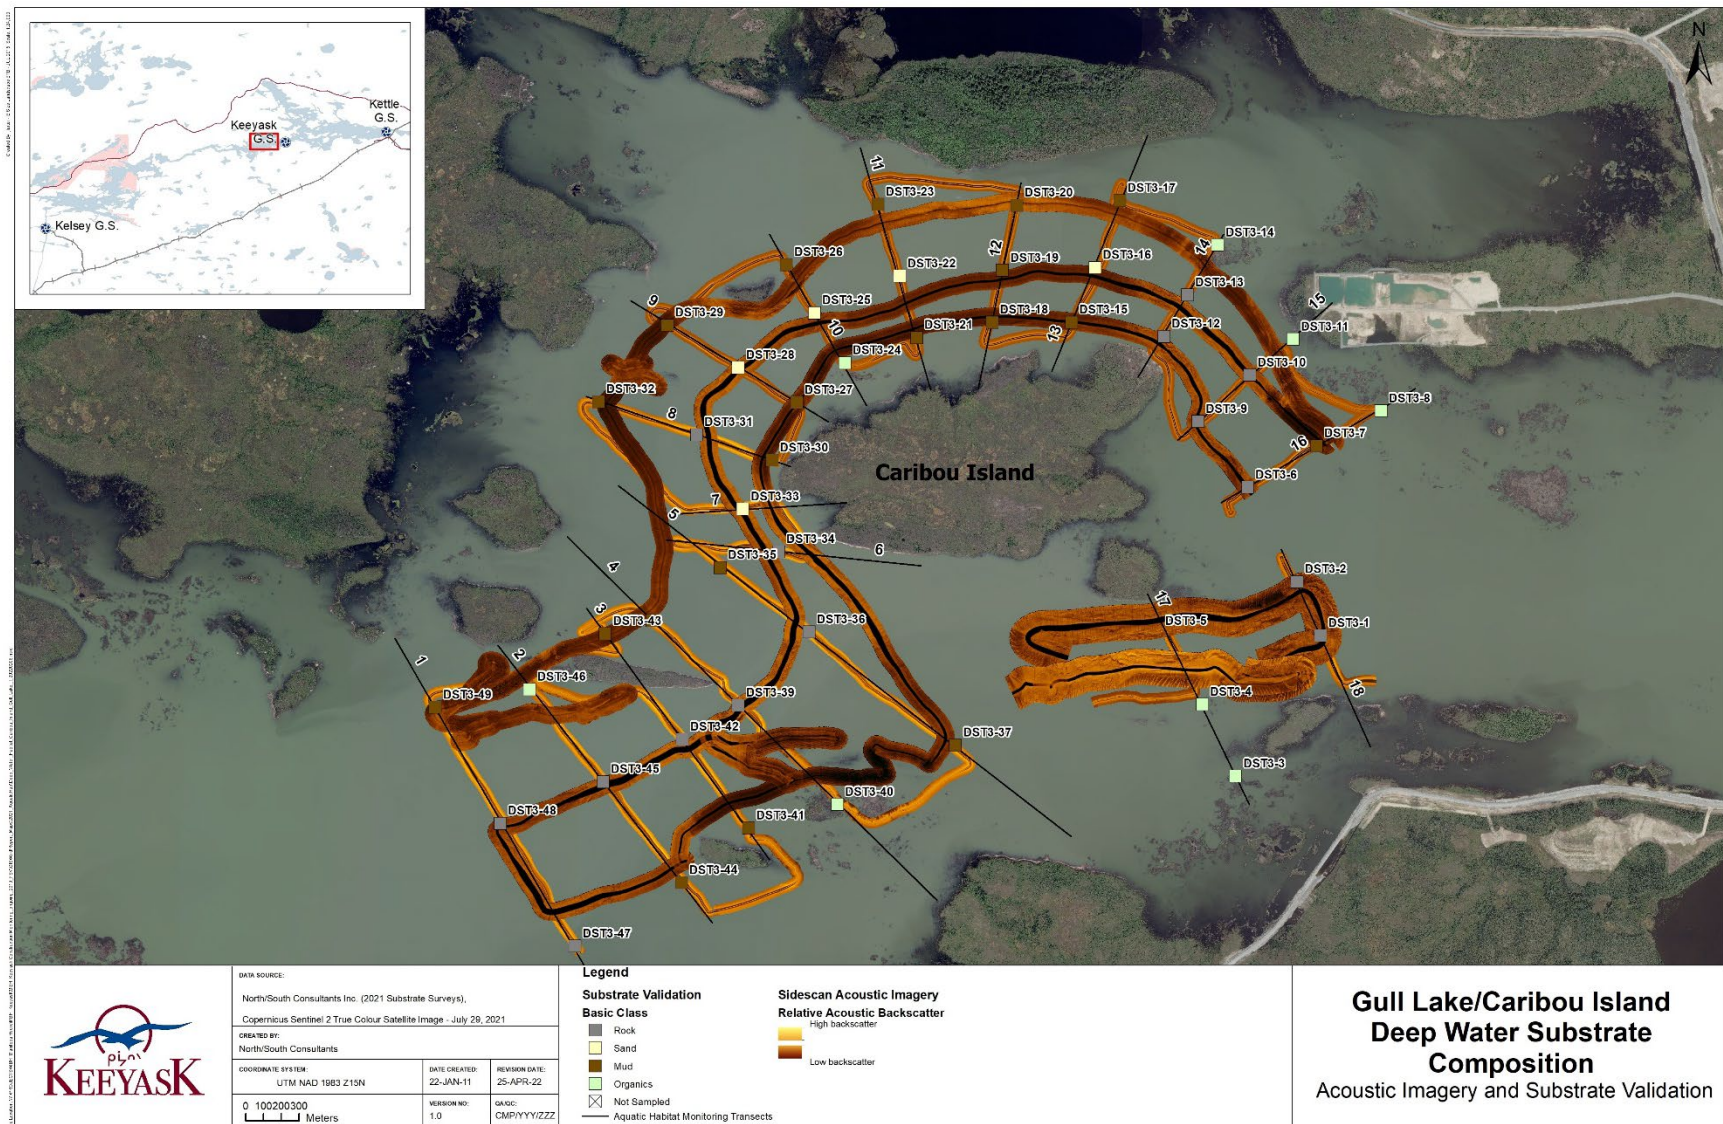 Kettle
G.S.
Keeyask
G.S.
Kelsey G.S.
N
11
DST3-23
DST3-20
DST3-17
14
DST3-14
12
DST3-26
DST3-22
DST3-19
DST3-16
DST3-13
9
DST3-29
DST3-25
10
DST3-21
DST3-18
13
DST3-15
DST3-12
15
DST3-11
DST3-28
DST3-24
DST3-10
DST3-32
DST3-27
8
DST3-31
DST3-9
DST3-8
DST3-7
16
DST3-30
Caribou Island
DST3-6
7
DST3-33
5
DST3-34
6
DST3-35
4
DST3-2
17
3
DST3-43
DST3-36
DST3-5
DST3-1
1
2
DST3-46
DST3-49
DST3-39
DST3-4
18
DST3-42
DST3-37
DST3-45
DST3-3
DST3-48
DST3-40
DST3-41
DST3-44
DST3-47
KEEYASK
DATA SOURCE:
North/South Consultants Inc. (2021 Substrate Surveys),
Copernicus Sentinel 2 True Colour Satellite Image - July 29, 2021
CREATED BY:
North/South Consultants
COORDINATE SYSTEM:
UTM NAD 1983 Z15N
DATE CREATED:
22-JAN-11
REVISION DATE:
25-APR-22
0 100200300
Meters
VERSION NO:
1.0
QA/QC:
CMP/YYY/ZZZ
Legend
Substrate Validation
Basic Class
Rock
Sand
Mud
Organics
Not Sampled
Aquatic Habitat Monitoring Transects
Sidescan Acoustic Imagery
Relative Acoustic Backscatter
High backscatter
Low backscatter
Gull Lake/Caribou Island
Deep Water Substrate
Composition
Acoustic Imagery and Substrate Validation